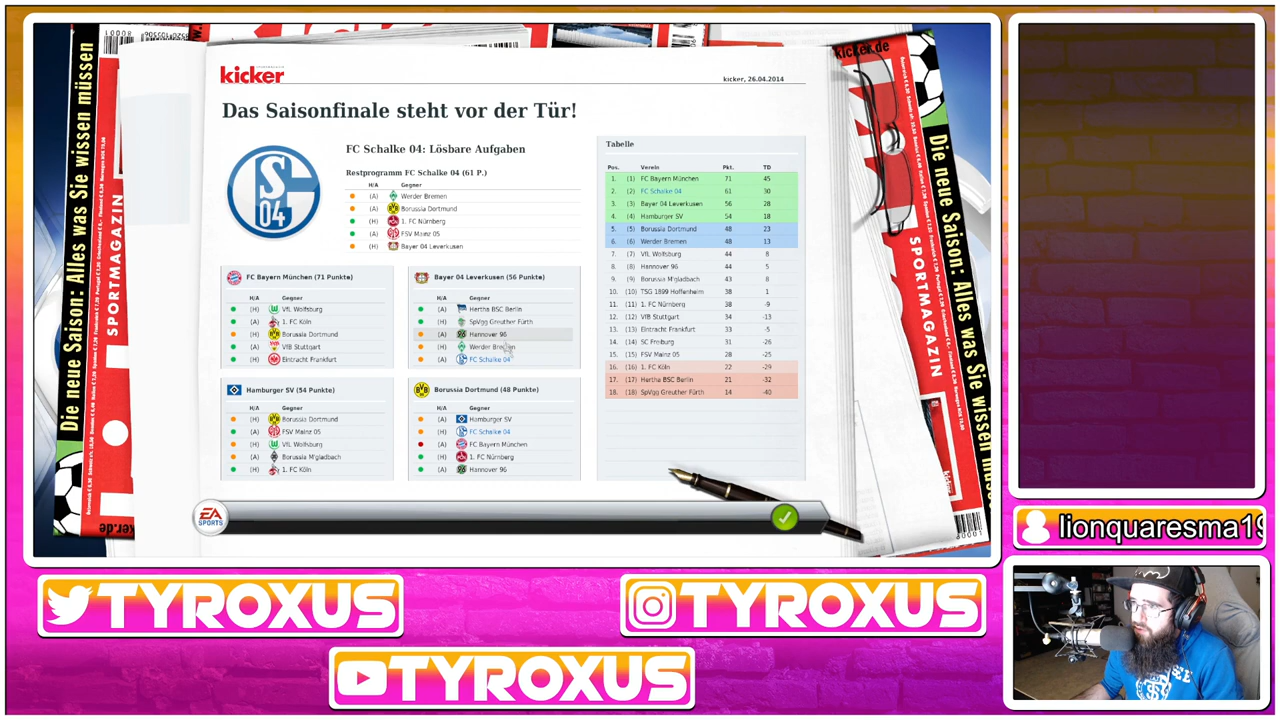 Die neue Saison: Alles was Sie wissen müssen
SPORTMAGAZIN
kicker.de
kicker
kicker, 26.04.2014
Das Saisonfinale steht vor der Tür!
FC Schalke 04: Lösbare Aufgaben
Restprogramm FC Schalke 04 (61 P.)
H/A Gegner
(A) Werder Bremen
(A) Borussia Dortmund
(H) 1. FC Nürnberg
(A) FSV Mainz 05
(H) Bayer 04 Leverkusen
FC Bayern München (71 Punkte)
H/A Gegner
(H) VfL Wolfsburg
(A) 1. FC Köln
(H) Borussia Dortmund
(A) VfB Stuttgart
(H) Eintracht Frankfurt
Bayer 04 Leverkusen (56 Punkte)
H/A Gegner
(A) Hertha BSC Berlin
(H) SpVgg Greuther Fürth
(A) Hannover 96
(H) Werder Bremen
(A) FC Schalke 04
Hamburger SV (54 Punkte)
H/A Gegner
(H) Borussia Dortmund
(A) FSV Mainz 05
(H) VfL Wolfsburg
(A) Borussia M'gladbach
(H) 1. FC Köln
Borussia Dortmund (48 Punkte)
H/A Gegner
(A) Hamburger SV
(H) FC Schalke 04
(A) FC Bayern München
(H) 1. FC Nürnberg
(A) Hannover 96
Tabelle
Pos. Verein Pkt. TD
1. (1) FC Bayern München 71 45
2. (2) FC Schalke 04 61 30
3. (3) Bayer 04 Leverkusen 56 28
4. (4) Hamburger SV 54 18
5. (5) Borussia Dortmund 48 23
6. (6) Werder Bremen 48 13
7. (7) VfL Wolfsburg 44 8
8. (8) Hannover 96 44 5
9. (9) Borussia M'gladbach 43 8
10. (10) TSG 1899 Hoffenheim 38 1
11. (11) 1. FC Nürnberg 38 -9
12. (12) VfB Stuttgart 34 -13
13. (13) Eintracht Frankfurt 33 -5
14. (14) SC Freiburg 31 -26
15. (15) FSV Mainz 05 28 -25
16. (16) 1. FC Köln 22 -29
17. (17) Hertha BSC Berlin 21 -32
18. (18) SpVgg Greuther Fürth 14 -40
EA SPORTS
kicker.de
Die neue Saison: Alles was Sie wissen müssen
SPORTMAGAZIN
lionquaresma19
TYROXUS
TYROXUS
TYROXUS